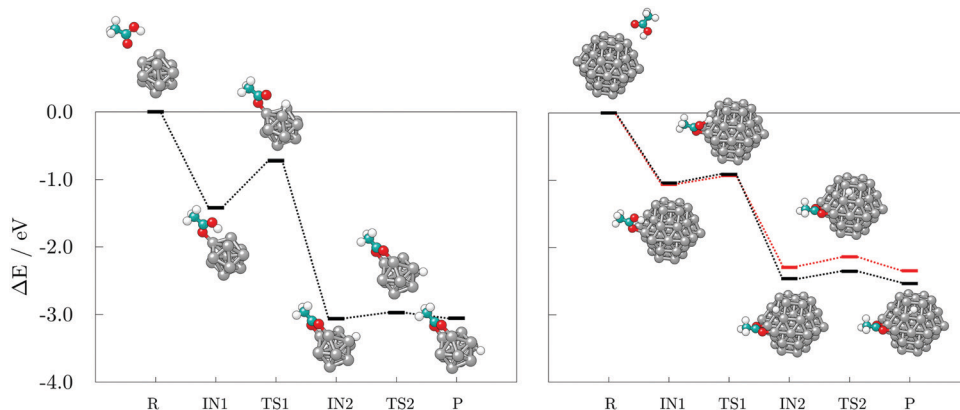 0.0
-1.0
-2.0
-3.0
-4.0
ΔE / eV
R IN1 TS1 IN2 TS2 P
R IN1 TS1 IN2 TS2 P